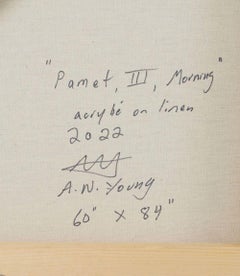 "Pamet, III, Morning"
acrylic on linen
2022
A.N. Young
60" x 84"